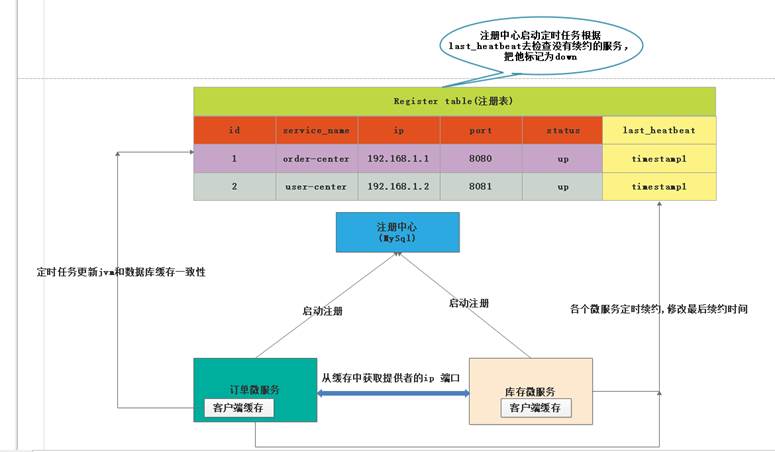 注册中心启动定时任务根据
last_heatbeat去检查没有续约的服务，
把他标记为down
Register table(注册表)
id service_name ip port status last_heatbeat
1 order-center 192.168.1.1 8080 up timestamp1
2 user-center 192.168.1.2 8081 up timestamp1
注册中心
(MySql)
定时任务更新jvm和数据库缓存一致性
启动注册
启动注册
各个微服务定时续约,修改最后续约时间
从缓存中获取提供者的ip 端口
订单微服务
客户端缓存
库存微服务
客户端缓存